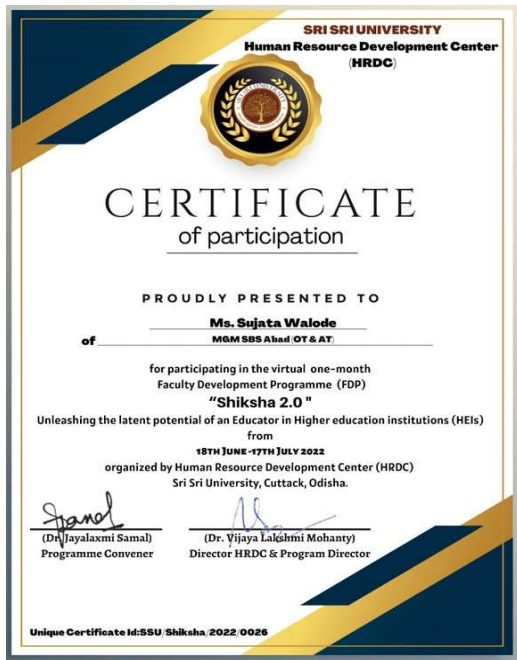 SRI SRI UNIVERSITY
Human Resource Development Center
(HRDC)
SRI SRI UNIVERSITY
CERTIFICATE
of participation
PROUDLY PRESENTED TO
Ms. Sujata Walode
of MGM SBS Abad(OT & AT)
for participating in the virtual one-month
Faculty Development Programme (FDP)
“Shiksha 2.0 "
Unleashing the latent potential of an Educator in Higher education institutions (HEIs)
from
18TH JUNE -17TH JULY 2022
organized by Human Resource Development Center (HRDC)
Sri Sri University, Cuttack, Odisha.
(Dr. Jayalaxmi Samal) (Dr. Vijaya Lakshmi Mohanty)
Programme Convener Director HRDC & Program Director
Unique Certificate Id:SSU/Shiksha/2022/0026